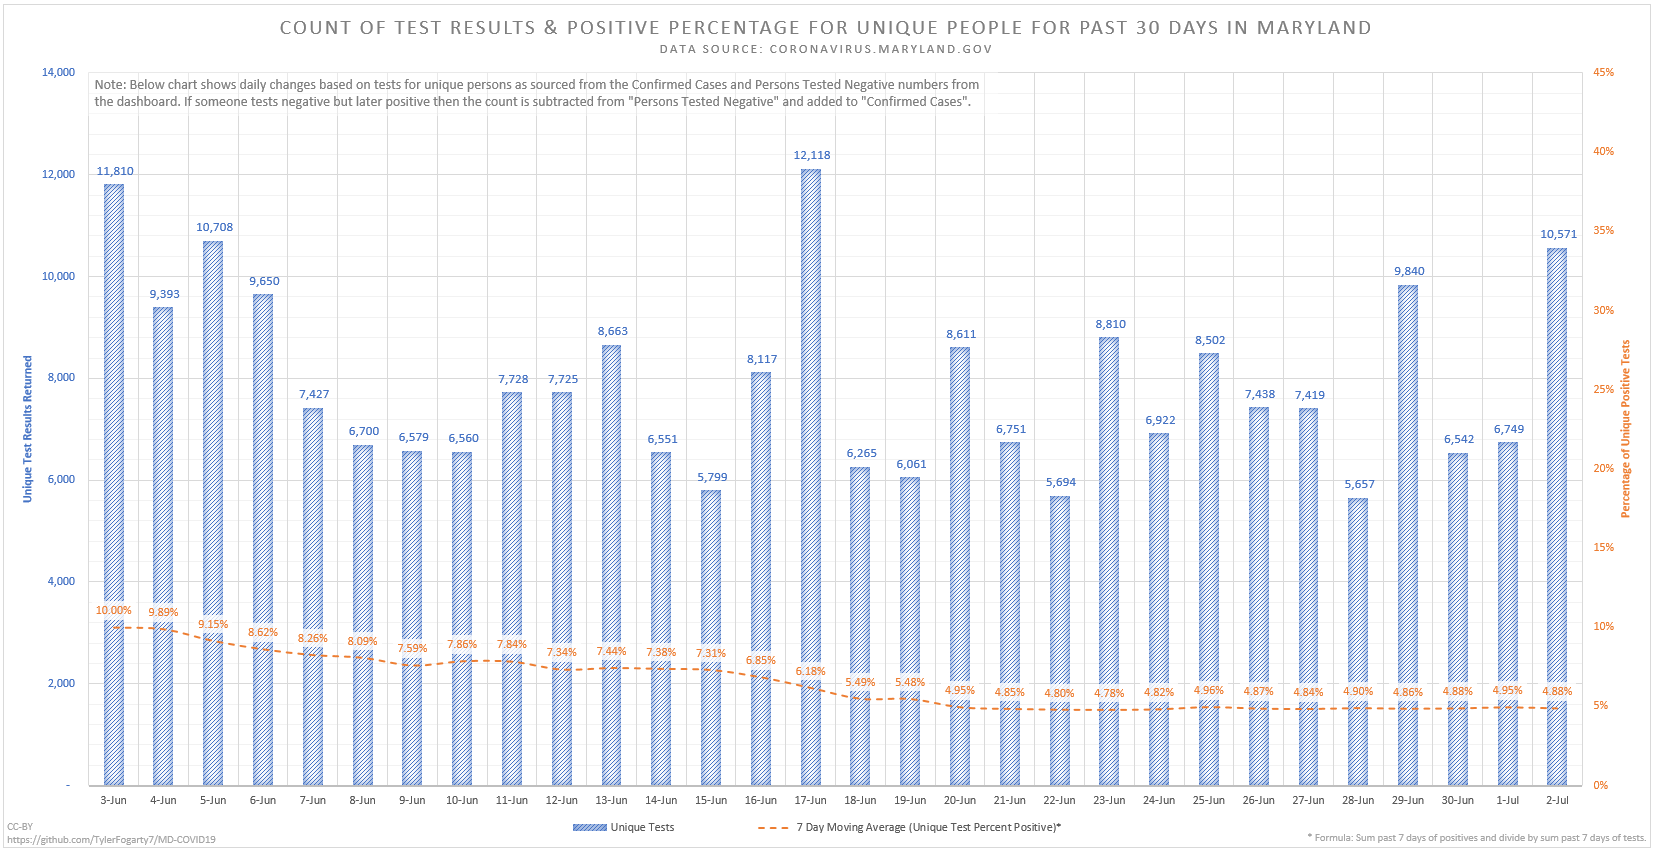 COUNT OF TEST RESULTS & POSITIVE PERCENTAGE FOR UNIQUE PEOPLE FOR PAST 30 DAYS IN MARYLAND
DATA SOURCE: CORONAVIRUS.MARYLAND.GOV
Note: Below chart shows daily changes based on tests for unique persons as sourced from the Confirmed Cases and Persons Tested Negative numbers from
the dashboard. If someone tests negative but later positive then the count is subtracted from "Persons Tested Negative" and added to "Confirmed Cases".
Unique Test Results Returned
14,000
12,000
10,000
8,000
6,000
4,000
2,000
-
11,810
9,393
10,708
9,650
7,427
6,700
6,579
6,560
7,728
7,725
8,663
6,551
5,799
8,117
12,118
6,265
6,061
8,611
6,751
5,694
8,810
6,922
8,502
7,438
7,419
5,657
9,840
6,542
6,749
10,571
10.00%
9.89%
9.15%
8.62%
8.26%
8.09%
7.59%
7.86%
7.84%
7.34%
7.44%
7.38%
7.31%
6.85%
6.18%
5.49%
5.48%
4.95%
4.85%
4.80%
4.78%
4.82%
4.96%
4.87%
4.84%
4.90%
4.86%
4.88%
4.95%
4.88%
45%
40%
35%
30%
25%
20%
15%
10%
5%
0%
Percentage of Unique Positive Tests
3-Jun
4-Jun
5-Jun
6-Jun
7-Jun
8-Jun
9-Jun
10-Jun
11-Jun
12-Jun
13-Jun
14-Jun
15-Jun
16-Jun
17-Jun
18-Jun
19-Jun
20-Jun
21-Jun
22-Jun
23-Jun
24-Jun
25-Jun
26-Jun
27-Jun
28-Jun
29-Jun
30-Jun
1-Jul
2-Jul
Unique Tests
7 Day Moving Average (Unique Test Percent Positive)*
CC-BY
https://github.com/TylerFogarty7/MD-COVID19
* Formula: Sum past 7 days of positives and divide by sum past 7 days of tests.